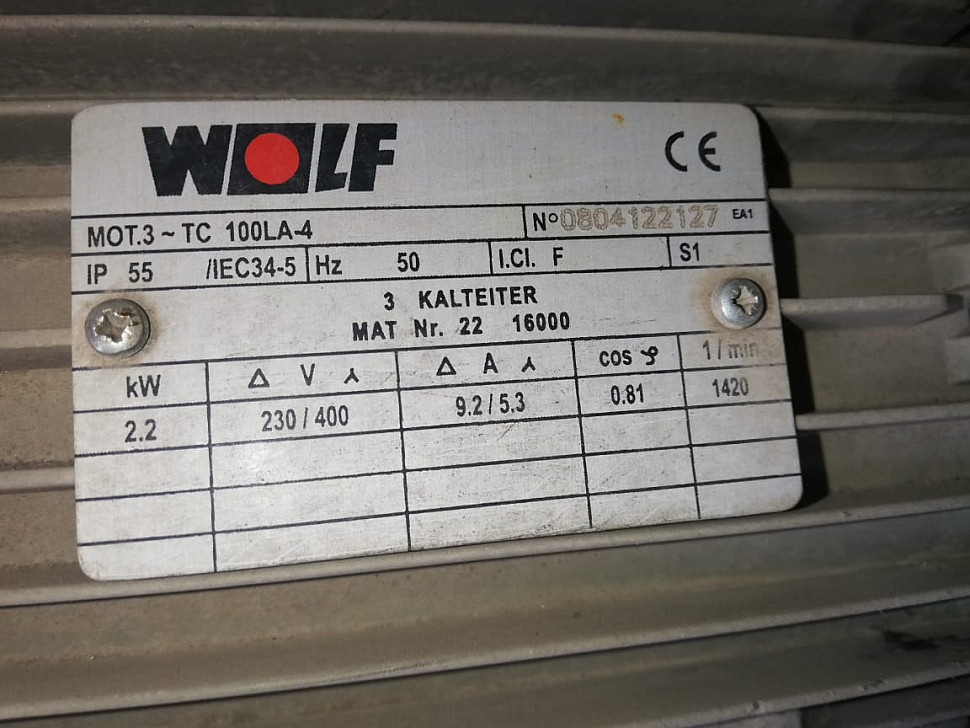 WOLF
CE
MOT.3 ~ TC 100LA-4
N° 0804122127 EA1
IP 55 /IEC34-5 Hz 50 I.Cl. F S1
3 KALTEITER
MAT Nr. 22 16000
kW Δ V Y Δ A Y cos φ 1 / min
2.2 230 / 400 9.2 / 5.3 0.81 1420